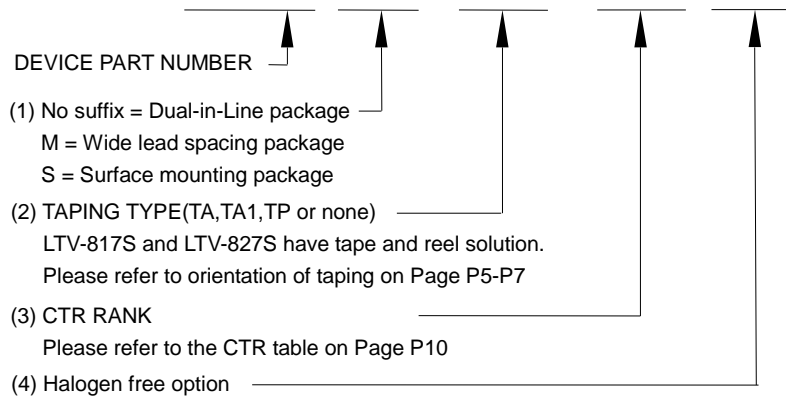 DEVICE PART NUMBER
(1) No suffix = Dual-in-Line package
M = Wide lead spacing package
S = Surface mounting package
(2) TAPING TYPE(TA,TA1,TP or none)
LTV-817S and LTV-827S have tape and reel solution.
Please refer to orientation of taping on Page P5-P7
(3) CTR RANK
Please refer to the CTR table on Page P10
(4) Halogen free option